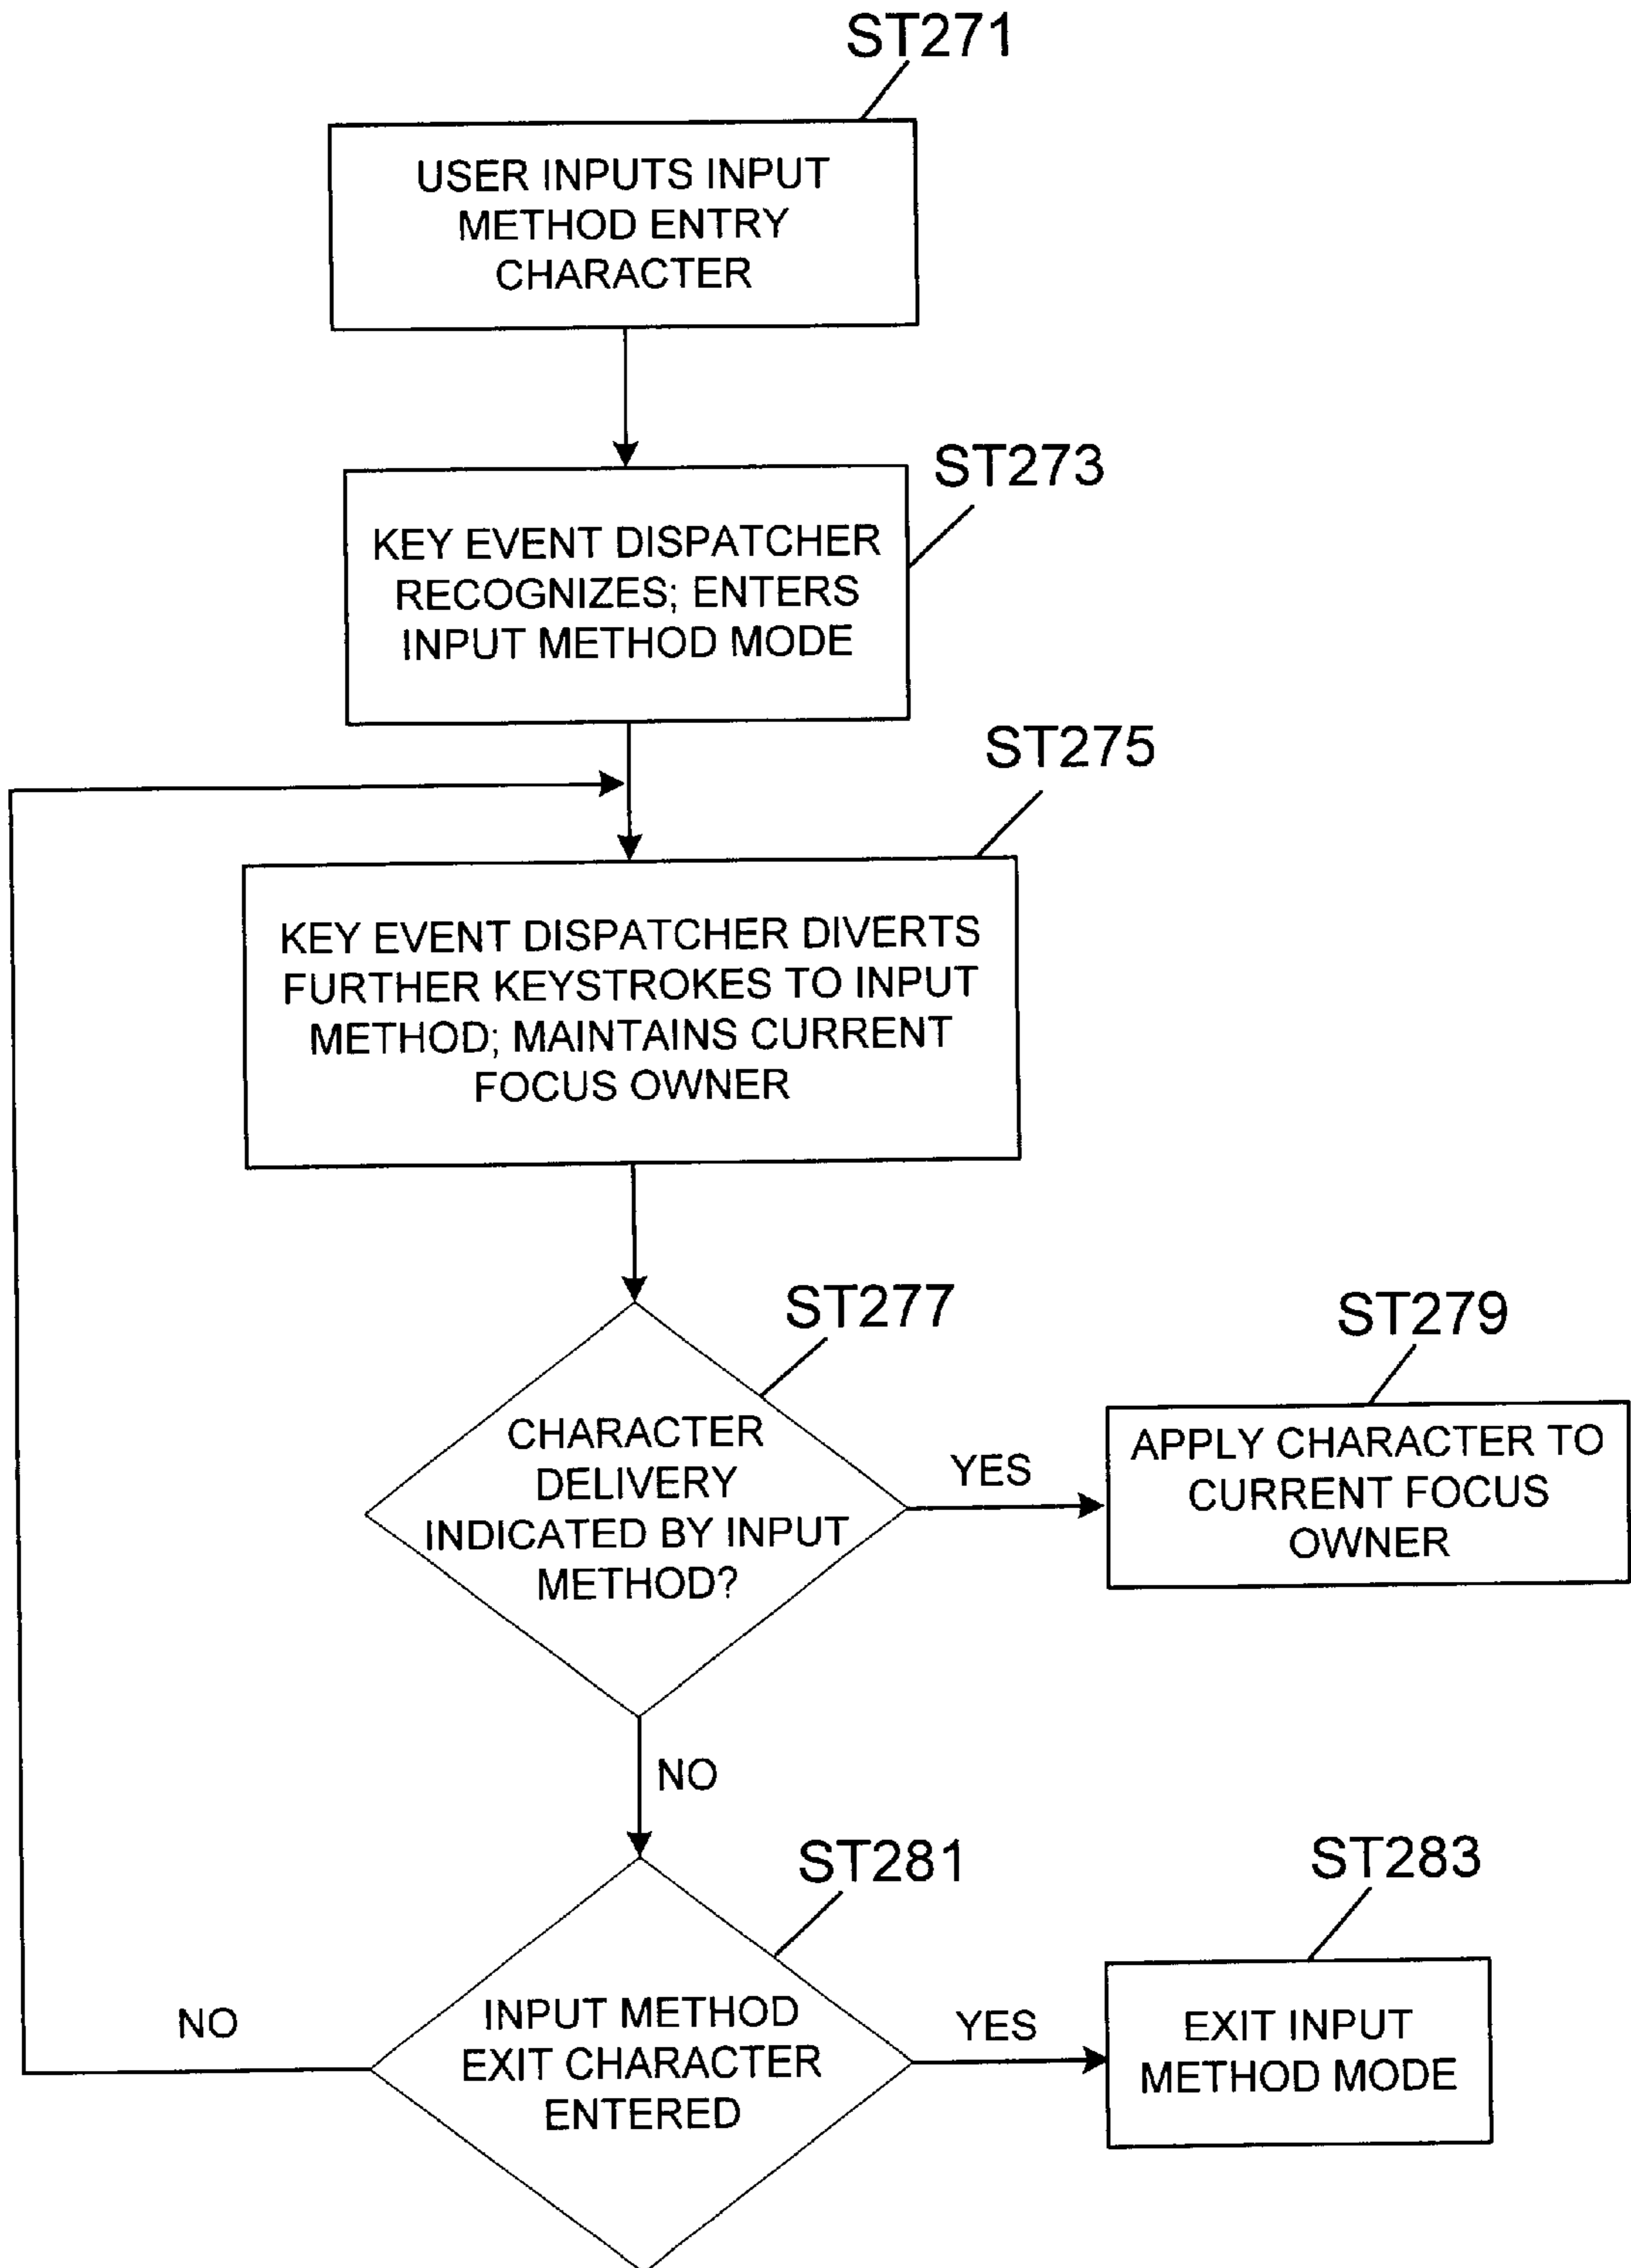 ST271
USER INPUTS INPUT
METHOD ENTRY
CHARACTER
ST273
KEY EVENT DISPATCHER
RECOGNIZES; ENTERS
INPUT METHOD MODE
ST275
KEY EVENT DISPATCHER DIVERTS
FURTHER KEYSTROKES TO INPUT
METHOD; MAINTAINS CURRENT
FOCUS OWNER
ST277
CHARACTER
DELIVERY
INDICATED BY INPUT
METHOD?
YES
ST279
APPLY CHARACTER TO
CURRENT FOCUS
OWNER
NO
ST281
INPUT METHOD
EXIT CHARACTER
ENTERED
NO
YES
ST283
EXIT INPUT
METHOD MODE